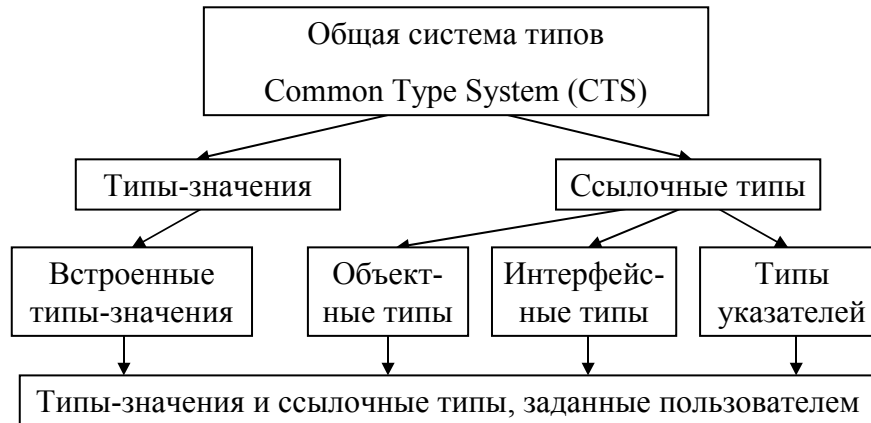 Общая система типов
Common Type System (CTS)
Типы-значения
Ссылочные типы
Встроенные
типы-значения
Объект-
ные типы
Интерфейс-
ные типы
Типы
указателей
Типы-значения и ссылочные типы, заданные пользователем